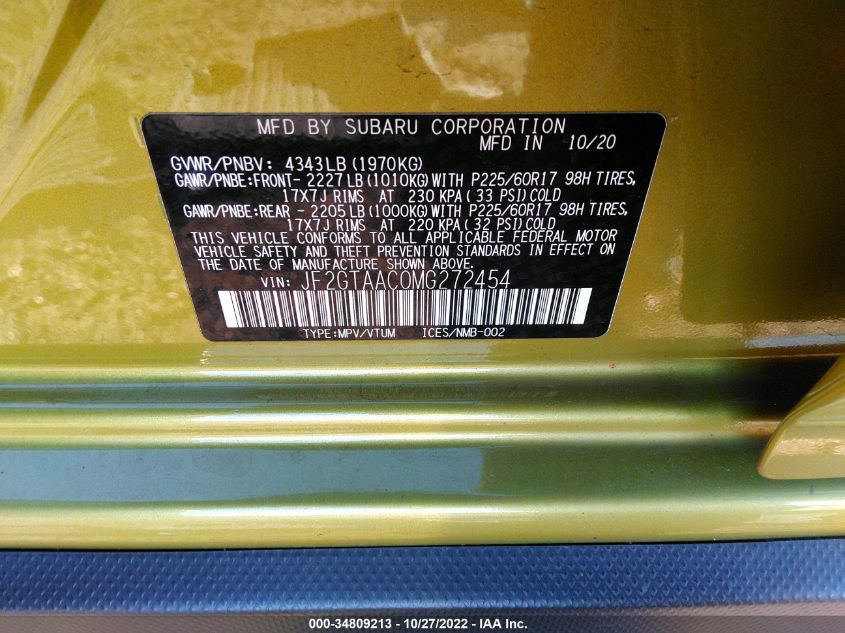 MFD BY SUBARU CORPORATION
MFD IN 10/20
GVWR/PNBV: 4343LB (1970KG)
GAWR/PNBE:FRONT- 2227LB(1010KG)WITH P225/60R17 98H TIRES,
17X7J RIMS AT 230 KPA( 33 PSI)COLD
GAWR/PNBE:REAR - 2205LB(1000KG)WITH P225/60R17 98H TIRES,
17X7J RIMS AT 220 KPA( 32 PSI)COLD
THIS VEHICLE CONFORMS TO ALL APPLICABLE FEDERAL MOTOR
VEHICLE SAFETY AND THEFT PREVENTION STANDARDS IN EFFECT ON
THE DATE OF MANUFACTURE SHOWN ABOVE.
VIN: JF2GTAAC0MG272454
TYPE:MPV/VTUM ICES/NMB-002
000-34809213 - 10/27/2022 - IAA Inc.